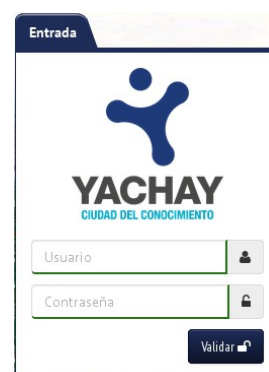 Entrada
YACHAY
CIUDAD DEL CONOCIMIENTO
Usuario
Contraseña
Validar